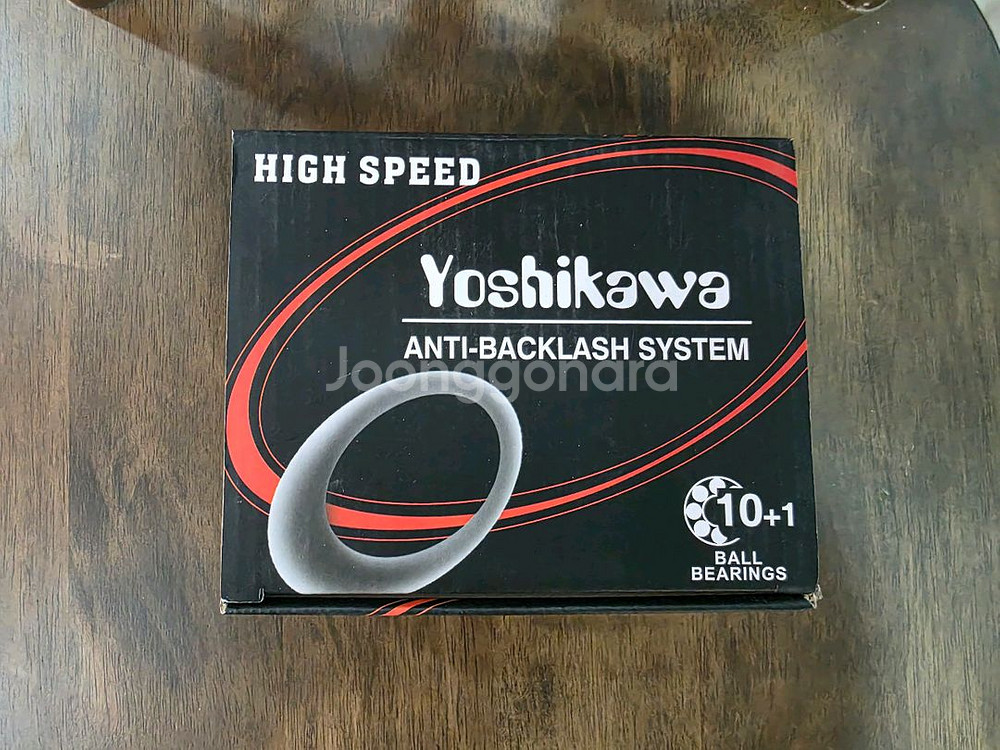 HIGH SPEED
Yoshikawa
ANTI-BACKLASH SYSTEM
Joonggonara
10+1
BALL
BEARINGS